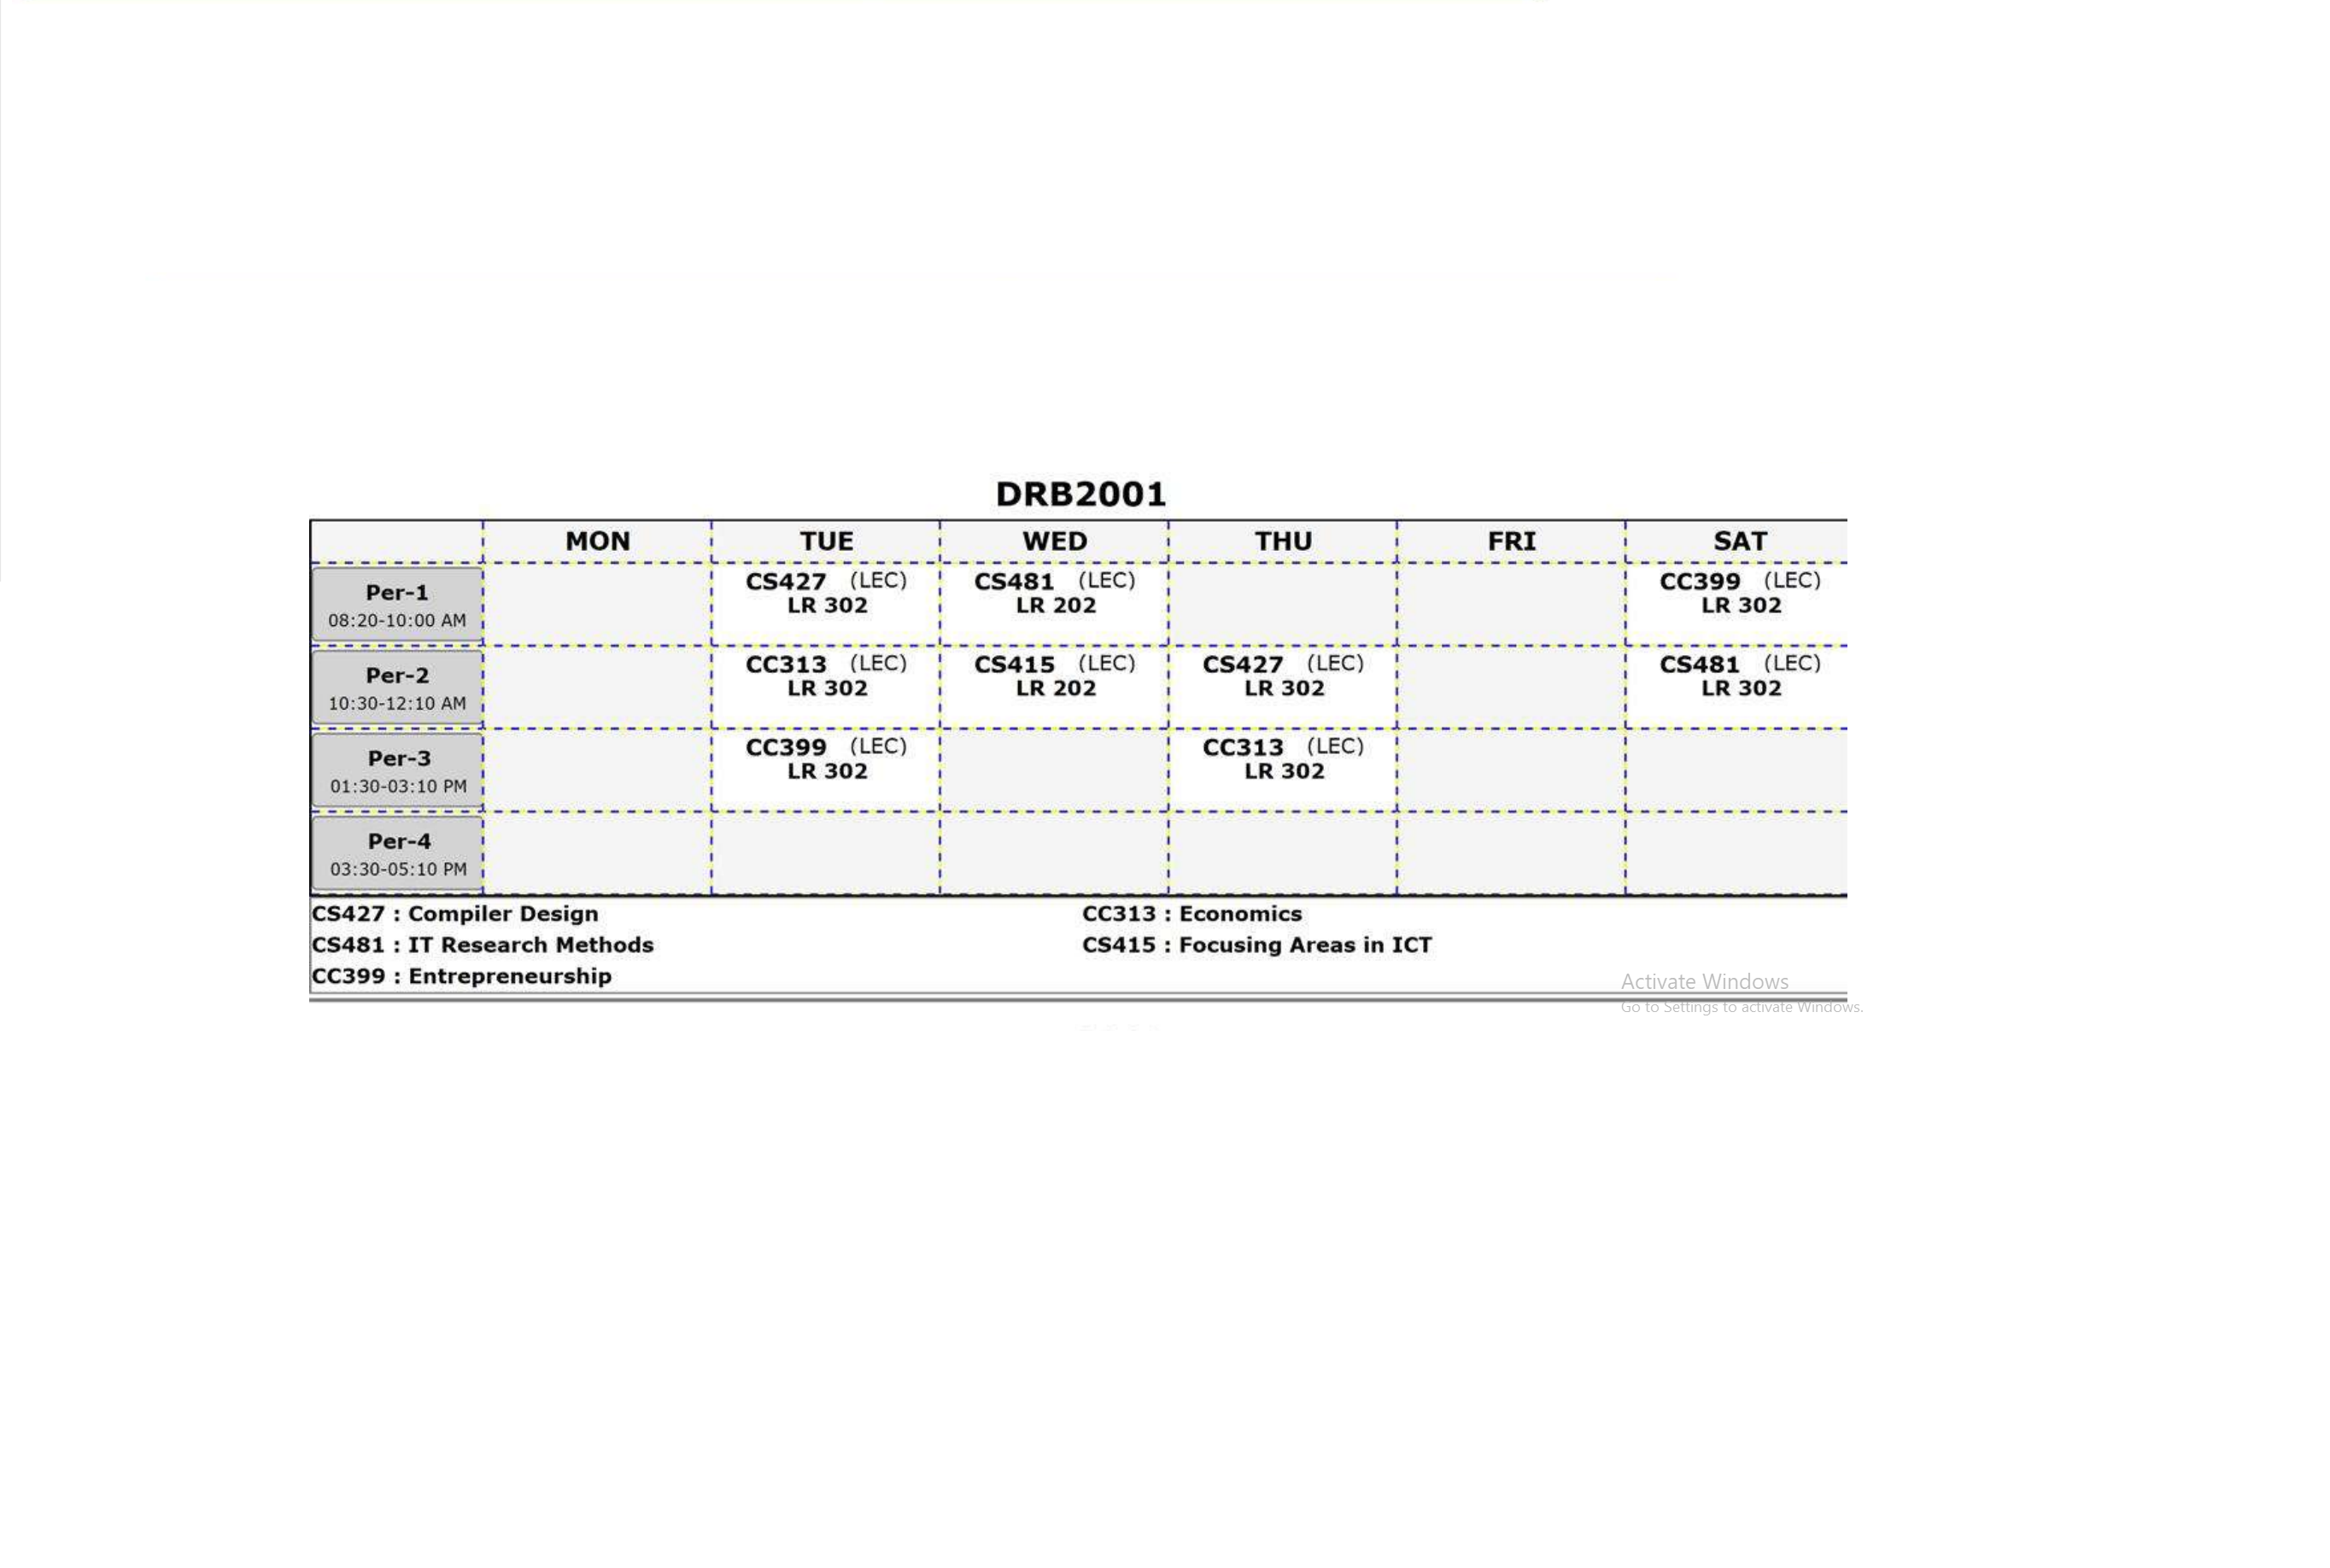 DRB2001
MON TUE WED THU FRI SAT
Per-1
08:20-10:00 AM
CS427 (LEC)
LR 302
CS481 (LEC)
LR 202
CC399 (LEC)
LR 302
Per-2
10:30-12:10 AM
CC313 (LEC)
LR 302
CS415 (LEC)
LR 202
CS427 (LEC)
LR 302
CS481 (LEC)
LR 302
Per-3
01:30-03:10 PM
CC399 (LEC)
LR 302
CC313 (LEC)
LR 302
Per-4
03:30-05:10 PM
CS427 : Compiler Design
CC313 : Economics
CS481 : IT Research Methods
CS415 : Focusing Areas in ICT
CC399 : Entrepreneurship
Activate Windows
Go to Settings to activate Windows.